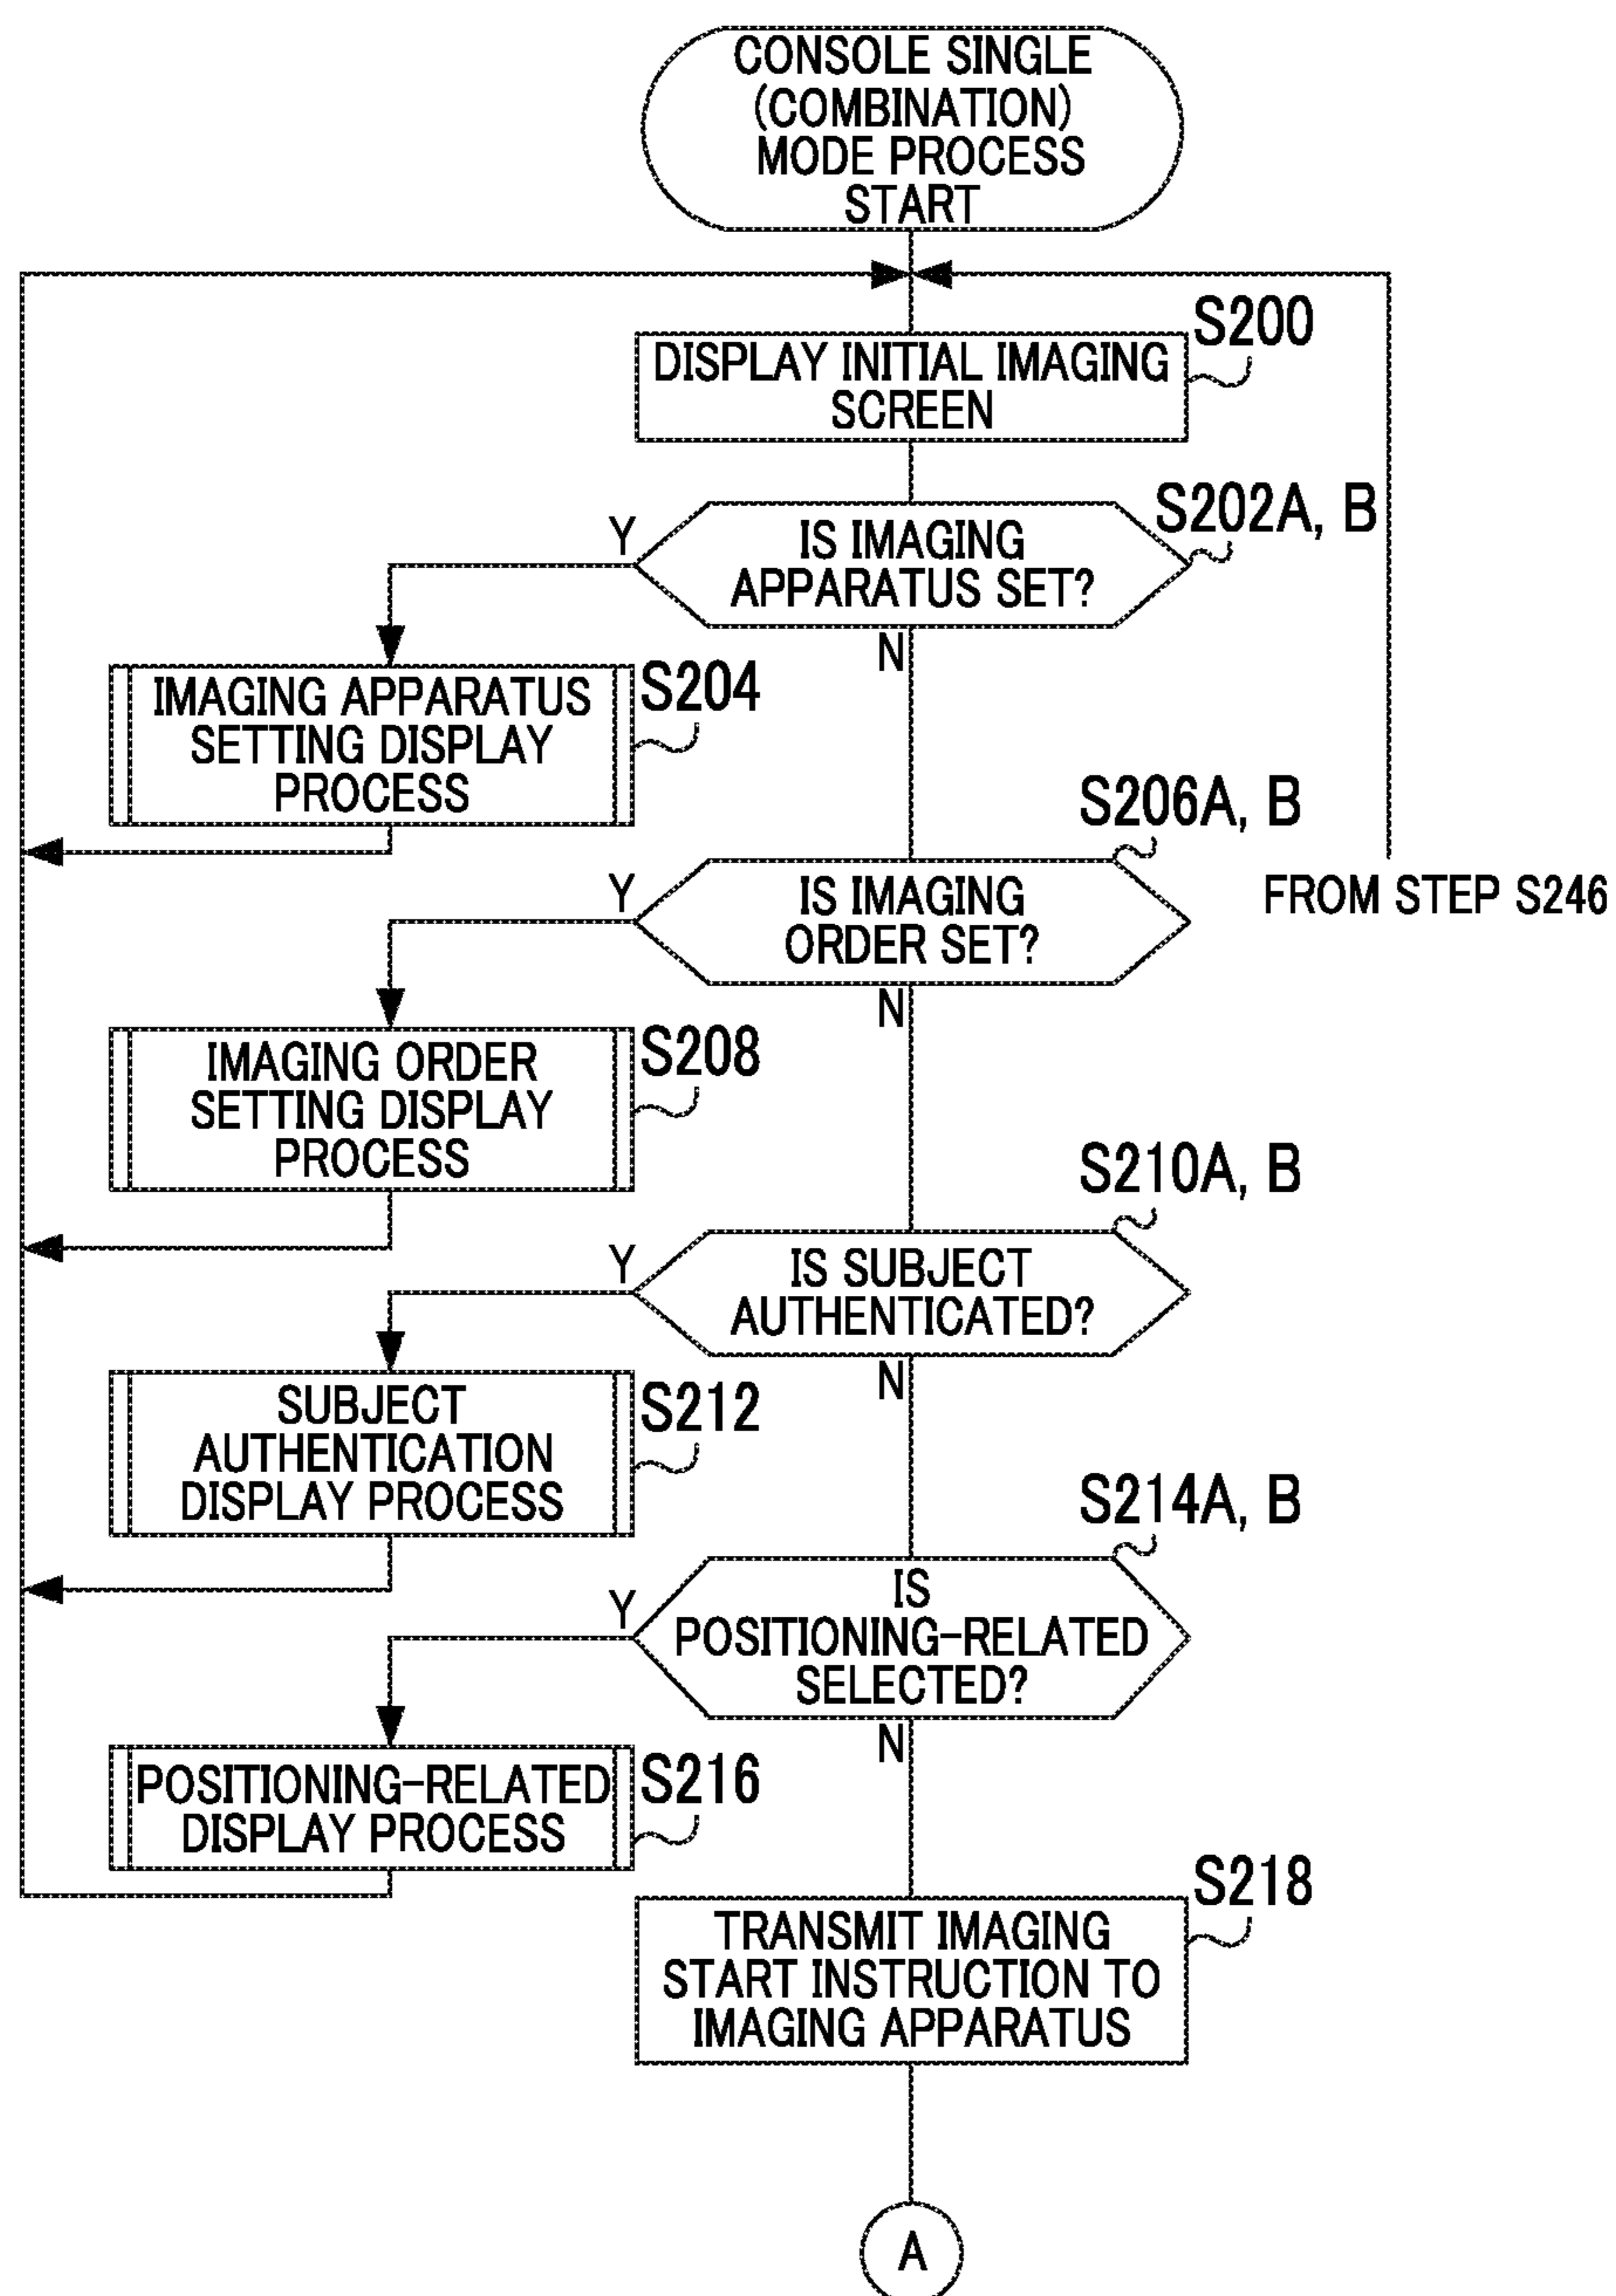 CONSOLE SINGLE
(COMBINATION)
MODE PROCESS
START
S200
DISPLAY INITIAL IMAGING
SCREEN
S202A, B
Y
IS IMAGING
APPARATUS SET?
N
S204
IMAGING APPARATUS
SETTING DISPLAY
PROCESS
S206A, B
FROM STEP S246
Y
IS IMAGING
ORDER SET?
N
S208
IMAGING ORDER
SETTING DISPLAY
PROCESS
S210A, B
Y
IS SUBJECT
AUTHENTICATED?
N
S212
SUBJECT
AUTHENTICATION
DISPLAY PROCESS
S214A, B
Y
IS
POSITIONING-RELATED
SELECTED?
N
S216
POSITIONING-RELATED
DISPLAY PROCESS
S218
TRANSMIT IMAGING
START INSTRUCTION TO
IMAGING APPARATUS
A